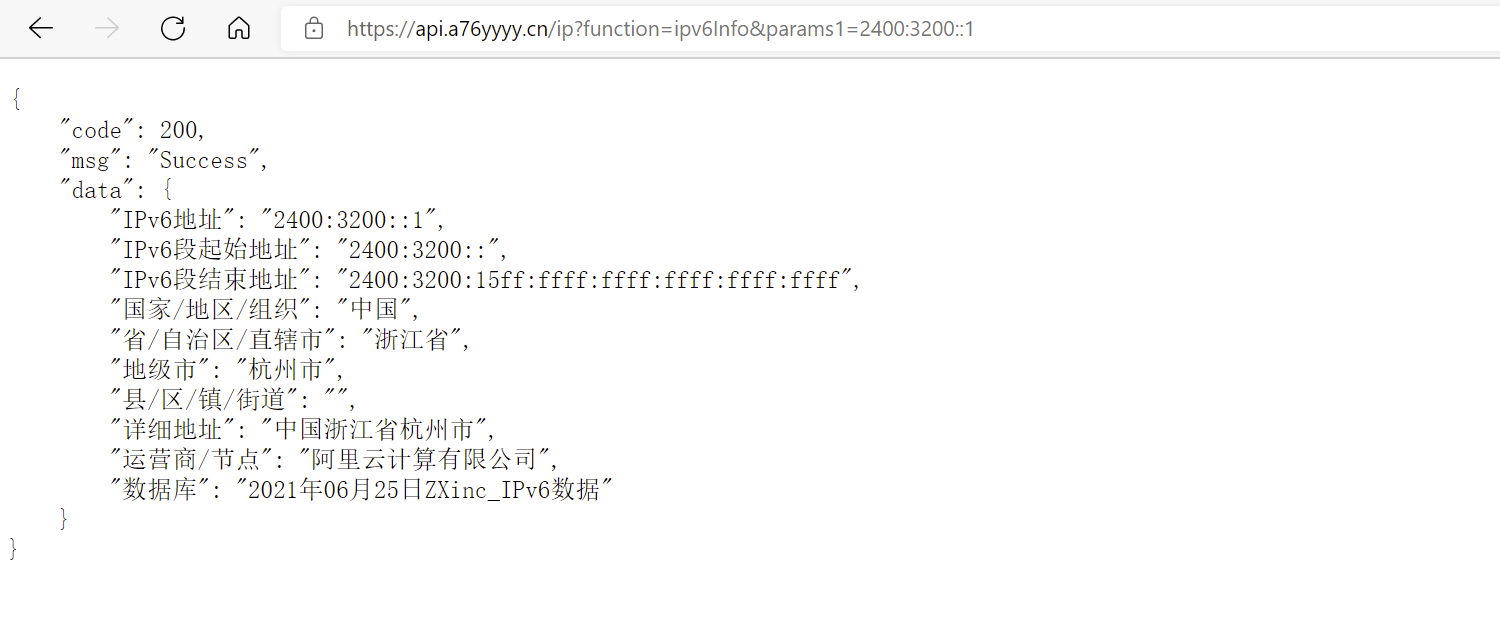 https://api.a76yyyy.cn/ip?function=ipv6Info&params1=2400:3200::1
{
    "code": 200,
    "msg": "Success",
    "data": {
        "IPv6地址": "2400:3200::1",
        "IPv6段起始地址": "2400:3200::",
        "IPv6段结束地址": "2400:3200:15ff:ffff:ffff:ffff:ffff:ffff",
        "国家/地区/组织": "中国",
        "省/自治区/直辖市": "浙江省",
        "地级市": "杭州市",
        "县/区/镇/街道": "",
        "详细地址": "中国浙江省杭州市",
        "运营商/节点": "阿里云计算有限公司",
        "数据库": "2021年06月25日ZXinc_IPv6数据"
    }
}